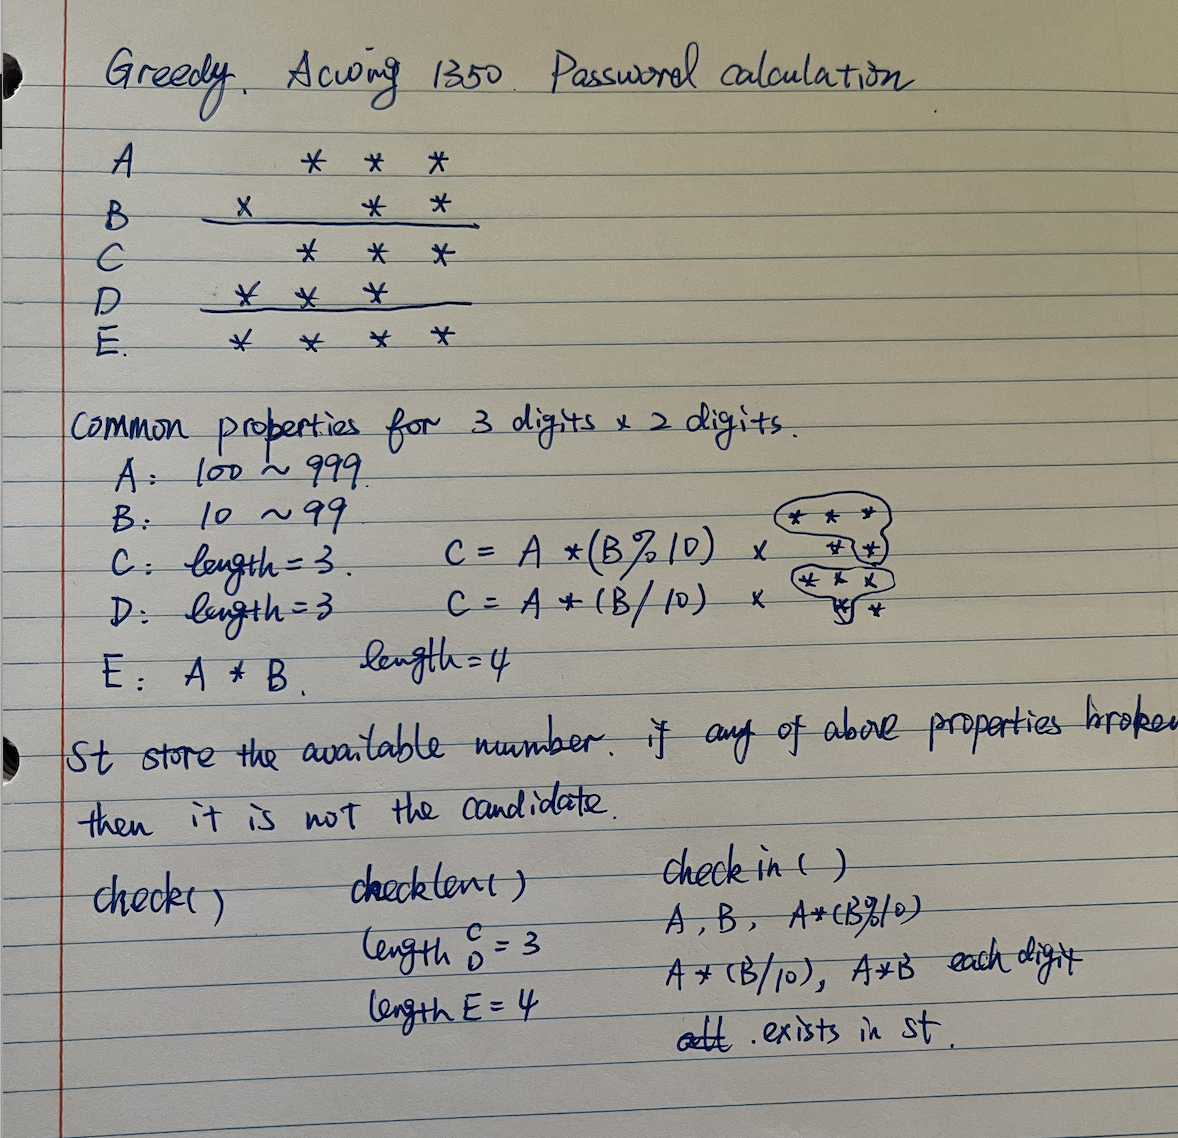 Greedy. Acwing 1350. Password calculation
A * * *
B x * *
C * * *
D * * *
E. * * * *
Common properties for 3 digits x 2 digits.
A: 100 ~ 999.
B: 10 ~ 99
C: length = 3. C = A * (B%10) x * * *
* *
D: length = 3 C = A * (B/10) x * * *
* *
E: A * B. length = 4
St store the available number. if any of above properties broken
then it is not the candidate.
check() checklen() check in ()
length C D = 3 A, B, A*(B%10)
length E = 4 A * (B/10), A*B each digit
all . exists in st.